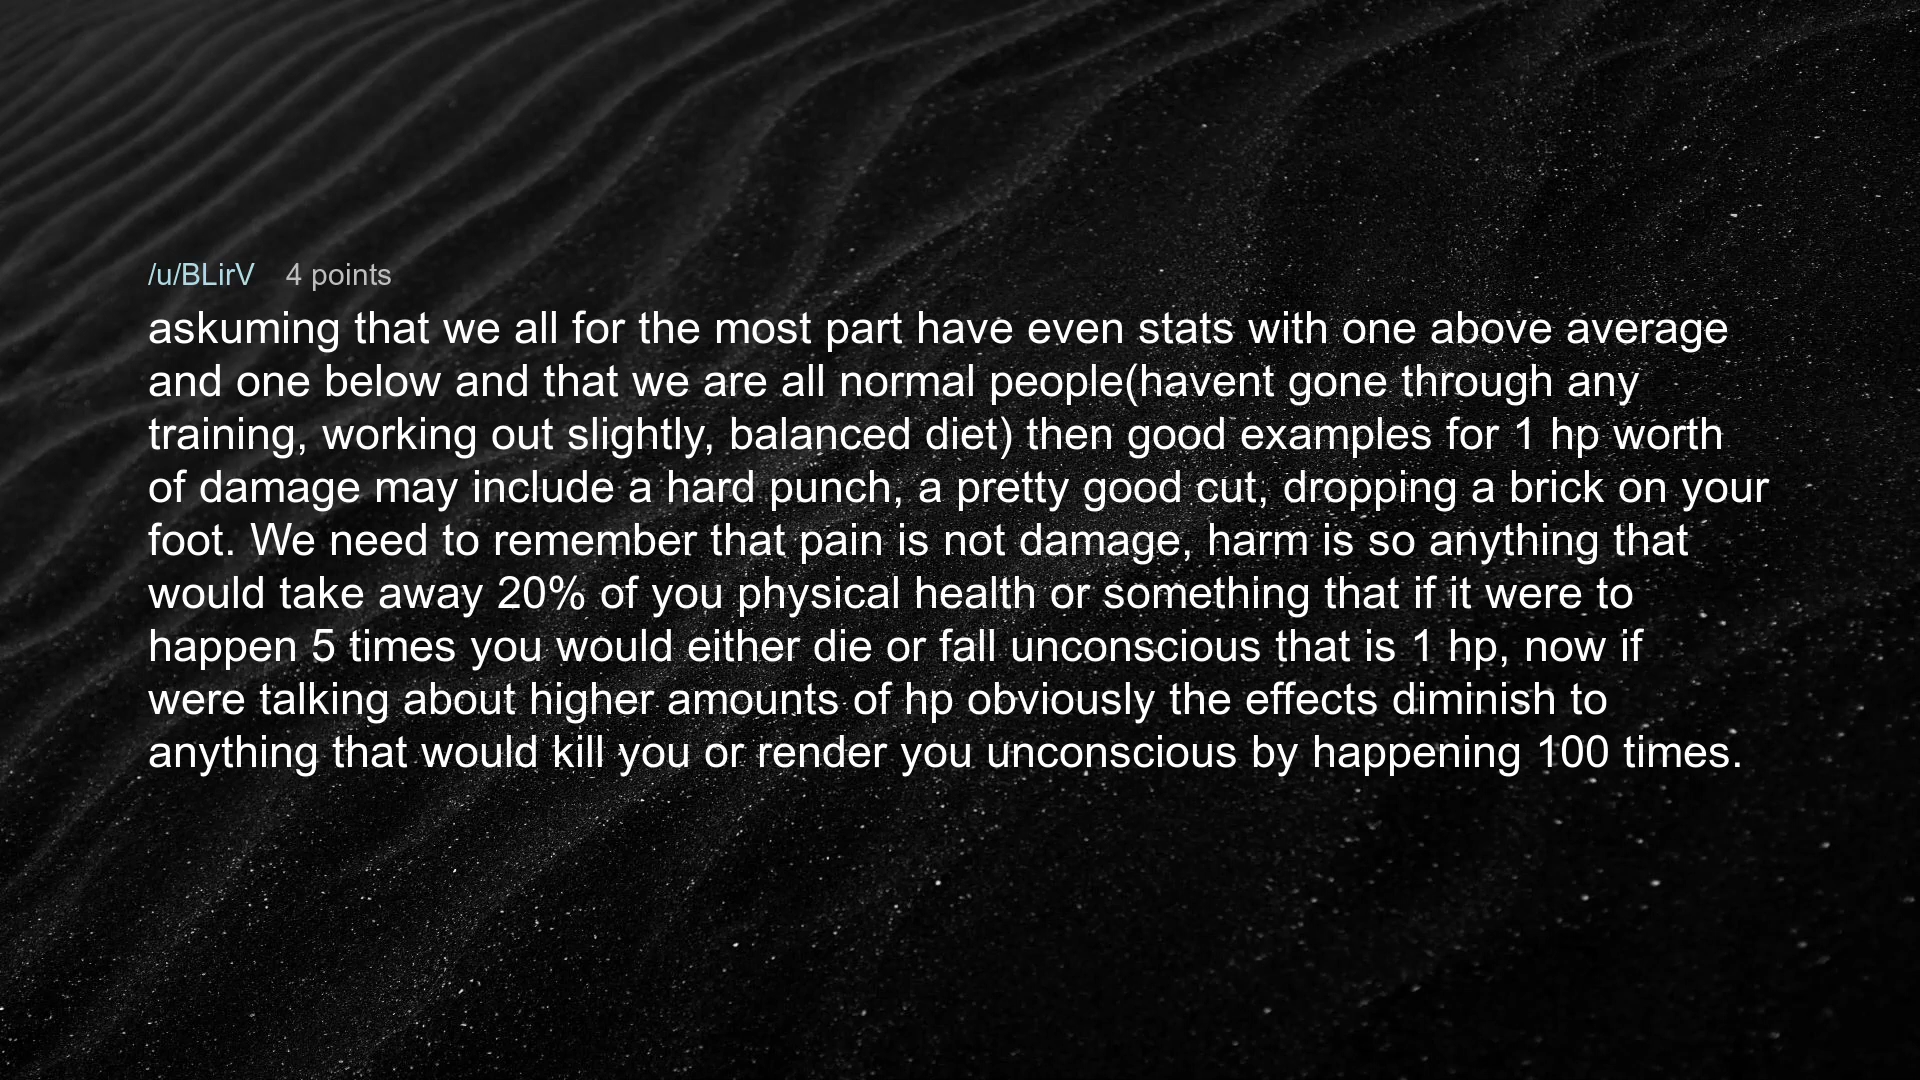 /u/BLirV 4 points
askuming that we all for the most part have even stats with one above average
and one below and that we are all normal people(havent gone through any
training, working out slightly, balanced diet) then good examples for 1 hp worth
of damage may include a hard punch, a pretty good cut, dropping a brick on your
foot. We need to remember that pain is not damage, harm is so anything that
would take away 20% of you physical health or something that if it were to
happen 5 times you would either die or fall unconscious that is 1 hp, now if
were talking about higher amounts of hp obviously the effects diminish to
anything that would kill you or render you unconscious by happening 100 times.